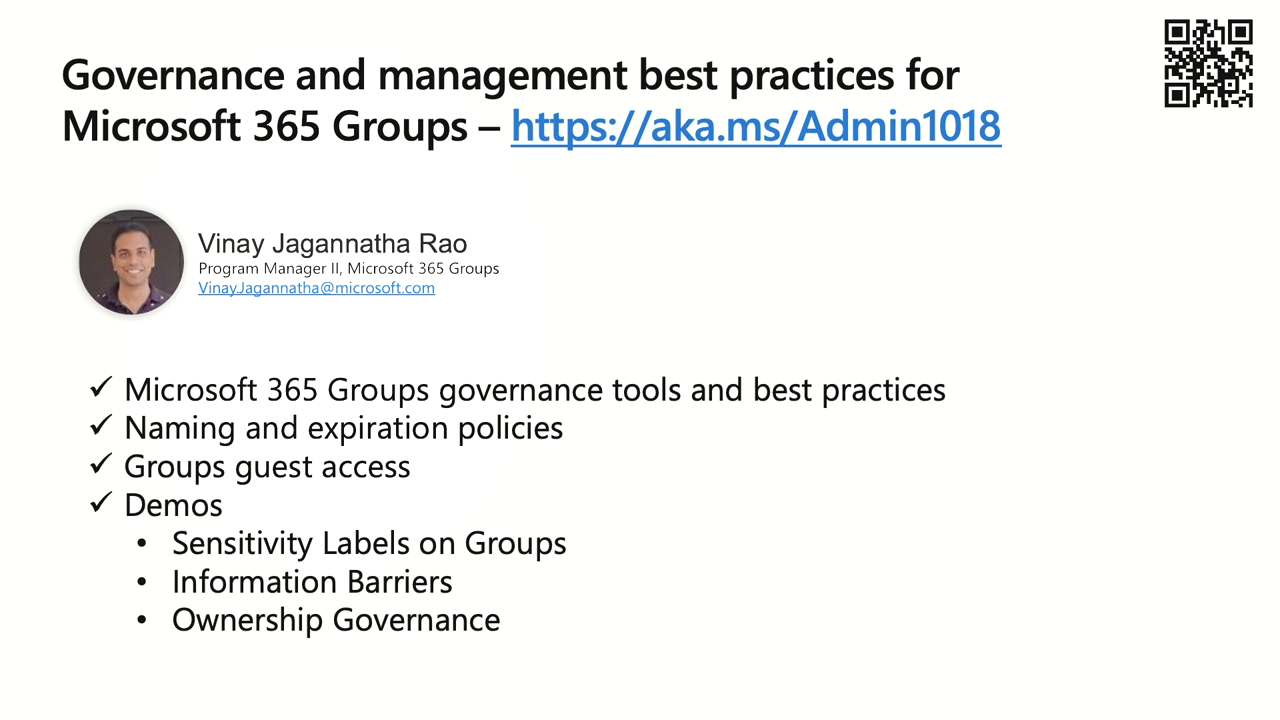 Governance and management best practices for
Microsoft 365 Groups – https://aka.ms/Admin1018
Vinay Jagannatha Rao
Program Manager II, Microsoft 365 Groups
Vinay.Jagannatha@microsoft.com
✓ Microsoft 365 Groups governance tools and best practices
✓ Naming and expiration policies
✓ Groups guest access
✓ Demos
• Sensitivity Labels on Groups
• Information Barriers
• Ownership Governance